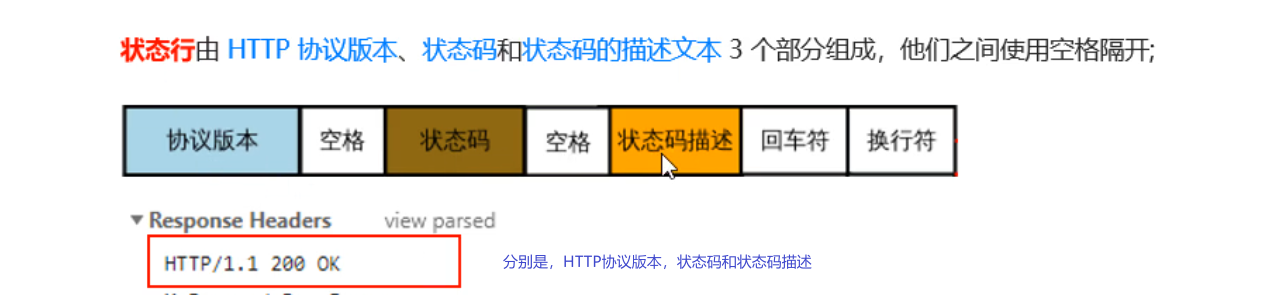 状态行由 HTTP 协议版本、状态码和状态码的描述文本 3 个部分组成，他们之间使用空格隔开;
协议版本 空格 状态码 空格 状态码描述 回车符 换行符
▼ Response Headers view parsed
HTTP/1.1 200 OK 分别是，HTTP协议版本，状态码和状态码描述